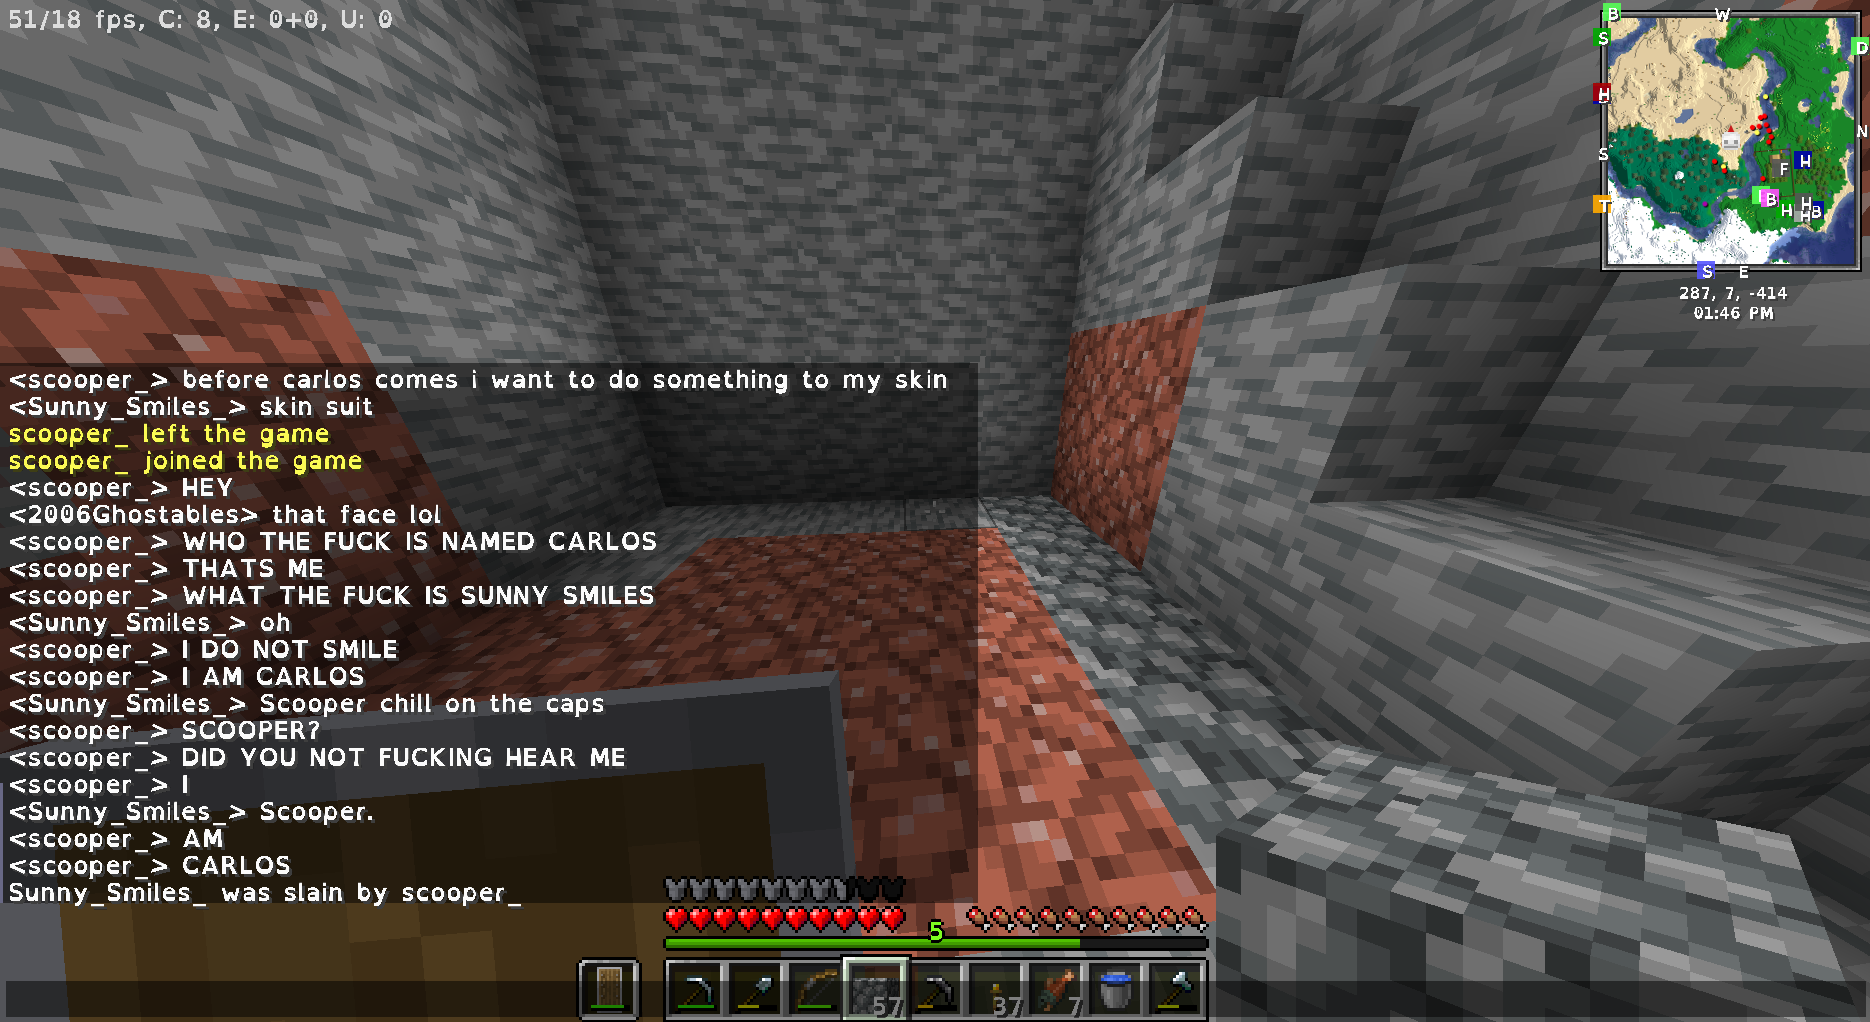 51/18 fps, C: 8, E: 0+0, U: 0
B
W
S
D
H
N
S
F
H
T
B
H
H
H
B
S
E
287, 7, -414
01:46 PM
<scooper_> before carlos comes i want to do something to my skin
<Sunny_Smiles_> skin suit
scooper_ left the game
scooper_ joined the game
<scooper_> HEY
<2006Ghostables> that face lol
<scooper_> WHO THE FUCK IS NAMED CARLOS
<scooper_> THATS ME
<scooper_> WHAT THE FUCK IS SUNNY SMILES
<Sunny_Smiles_> oh
<scooper_> I DO NOT SMILE
<scooper_> I AM CARLOS
<Sunny_Smiles_> Scooper chill on the caps
<scooper_> SCOOPER?
<scooper_> DID YOU NOT FUCKING HEAR ME
<scooper_> I
<Sunny_Smiles_> Scooper.
<scooper_> AM
<scooper_> CARLOS
Sunny_Smiles_ was slain by scooper_
5
57
37
7